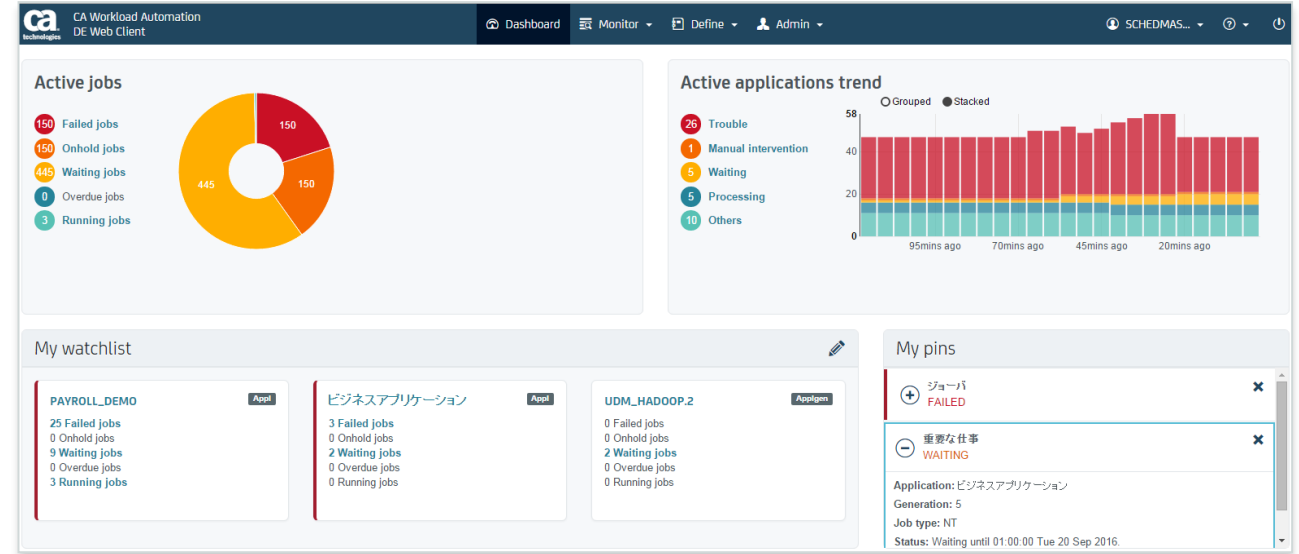 ca
technologies
CA Workload Automation
DE Web Client
Dashboard
Monitor
Define
Admin
SCHEDMAS...
?
Active jobs
150 Failed jobs
150 Onhold jobs
445 Waiting jobs
0 Overdue jobs
3 Running jobs
150
150
445
Active applications trend
Grouped Stacked
26 Trouble
1 Manual intervention
5 Waiting
5 Processing
10 Others
58
40
20
0
95mins ago 70mins ago 45mins ago 20mins ago
My watchlist
PAYROLL_DEMO Appl
25 Failed jobs
0 Onhold jobs
9 Waiting jobs
0 Overdue jobs
3 Running jobs
ビジネスアプリケーション Appl
3 Failed jobs
0 Onhold jobs
2 Waiting jobs
0 Overdue jobs
0 Running jobs
UDM_HADOOP.2 Applgen
0 Failed jobs
0 Onhold jobs
2 Waiting jobs
0 Overdue jobs
0 Running jobs
My pins
ジョーバ
FAILED
重要な仕事
WAITING
Application: ビジネスアプリケーション
Generation: 5
Job type: NT
Status: Waiting until 01:00:00 Tue 20 Sep 2016.